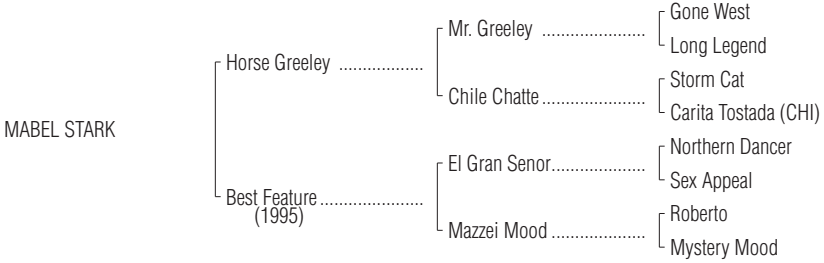 Gone West
Mr. Greeley ......................
Long Legend
Horse Greeley ..................
Storm Cat
Chile Chatte ......................
Carita Tostada (CHI)
MABEL STARK
Northern Dancer
El Gran Senor ....................
Sex Appeal
Best Feature ......................
(1995)
Roberto
Mazzei Mood ....................
Mystery Mood